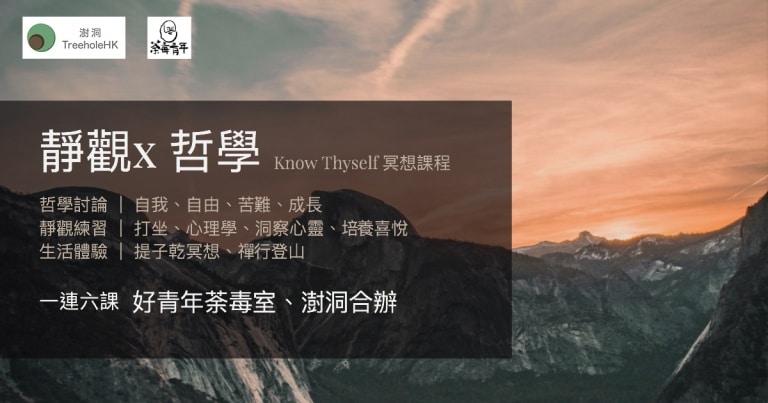 澍洞
TreeholeHK
荼毒青年
靜觀x 哲學 Know Thyself 冥想課程
哲學討論 | 自我、自由、苦難、成長
靜觀練習 | 打坐、心理學、洞察心靈、培養喜悅
生活體驗 | 提子乾冥想、禪行登山
一連六課 好青年荼毒室、澍洞合辦